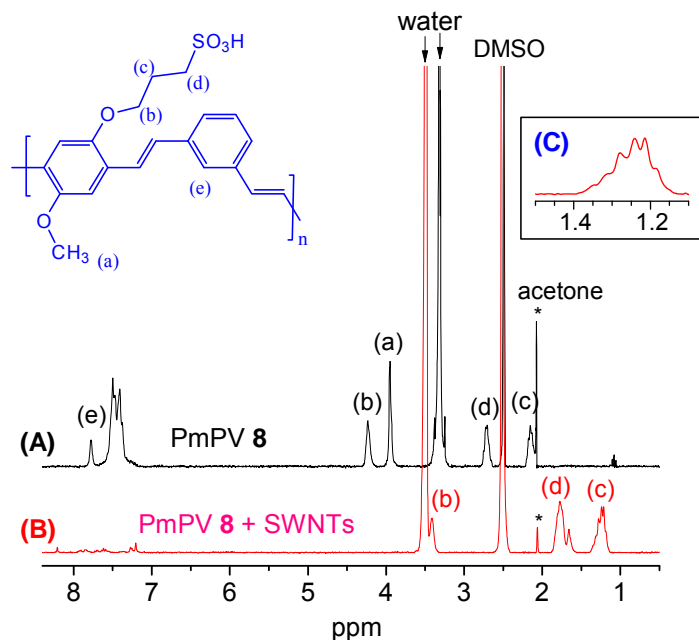 SO3H
(c)
(d)
O
(b)
(e)
O
CH3
(a)
n
water
DMSO
(C)
1.4 1.2
acetone
*
(a)
(b)
(d)
(c)
(e)
(A)
PmPV 8
(b)
(d)
(c)
*
(B)
PmPV 8 + SWNTs
8 7 6 5 4 3 2 1
ppm